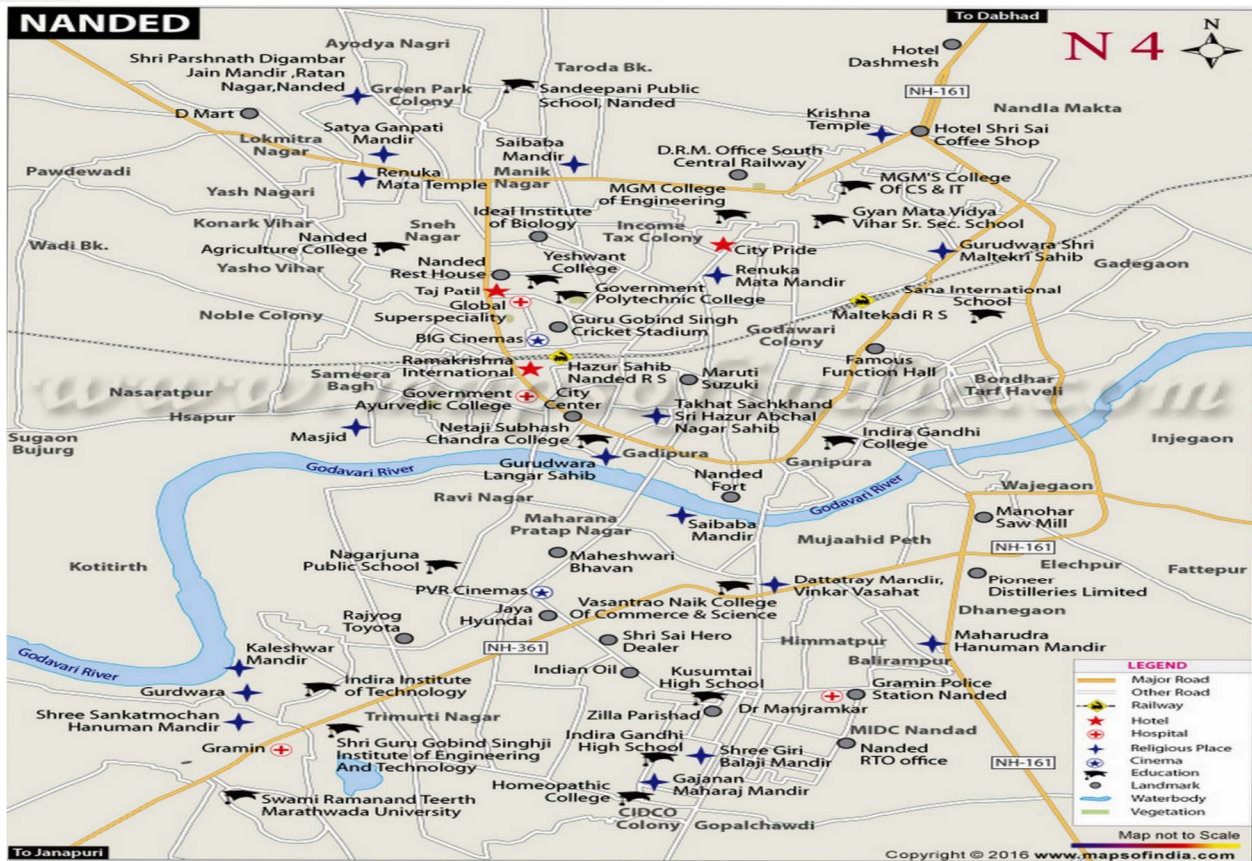 NANDED
To Dabhad
N 4
N
Ayodya Nagri
Hotel
Dashmesh
Shri Parshnath Digambar
Jain Mandir ,Ratan
Nagar,Nanded
Taroda Bk.
Green Park
Colony
Sandeepani Public
School, Nanded
NH-161
Nandla Makta
D Mart
Krishna
Temple
Lokmitra
Nagar
Satya Ganpati
Mandir
Saibaba
Mandir
D.R.M. Office South
Central Railway
Hotel Shri Sai
Coffee Shop
Pawdewadi
Renuka
Mata Temple
Manik
Nagar
MGM'S College
Of CS & IT
Yash Nagari
MGM College
of Engineering
Konark Vihar
Sneh
Nagar
Ideal Institute
of Biology
Income
Tax Colony
Gyan Mata Vidya
Vihar Sr. Sec. School
Wadi Bk.
Nanded
Agriculture College
City Pride
Gurudwara Shri
Maltekri Sahib
Yasho Vihar
Nanded
Rest House
Yeshwant
College
Renuka
Mata Mandir
Gadegaon
Taj Patil
Government
Polytechnic College
Sana International
School
Noble Colony
Global
Superspeciality
Guru Gobind Singh
Cricket Stadium
Maltekadi R S
Godawari
Colony
BIG Cinemas
Ramakrishna
International
Hazur Sahib
Nanded R S
Famous
Function Hall
Sameera
Bagh
Maruti
Suzuki
Bondhar
Tarf Haveli
Nasaratpur
Government
Ayurvedic College
City
Center
Takhat Sachkhand
Sri Hazur Abchal
Nagar Sahib
Hsapur
Sugaon
Bujurg
Masjid
Netaji Subhash
Chandra College
Indira Gandhi
College
Injegaon
Gadipura
Godavari River
Gurudwara
Langar Sahib
Nanded
Fort
Ganipura
Godavari River
Wajegaon
Ravi Nagar
Maharana
Pratap Nagar
Saibaba
Mandir
Manohar
Saw Mill
Mujaahid Peth
NH-161
Kotitirth
Nagarjuna
Public School
Maheshwari
Bhavan
Elechpur
Fattepur
PVR Cinemas
Dattatray Mandir,
Vinkar Vasahat
Pioneer
Distilleries Limited
Vasantrao Naik College
Of Commerce & Science
Rajyog
Toyota
Jaya
Hyundai
Dhanegaon
Godavari River
Kaleshwar
Mandir
NH-361
Shri Sai Hero
Dealer
Himmatpur
Maharudra
Hanuman Mandir
Balirampur
Gurdwara
Indira Institute
of Technology
Indian Oil
Kusumtai
High School
Gramin Police
Station Nanded
Shree Sankatmochan
Hanuman Mandir
Trimurti Nagar
Zilla Parishad
Dr Manjramkar
Gramin
Shri Guru Gobind Singhji
Institute of Engineering
And Technology
Indira Gandhi
High School
Shree Giri
Balaji Mandir
MIDC Nandad
Nanded
RTO office
NH-161
Homeopathic
College
Gajanan
Maharaj Mandir
Swami Ramanand Teerth
Marathwada University
CIDCO
Colony
Gopalchawdi
To Janapuri
LEGEND
Major Road
Other Road
Railway
Hotel
Hospital
Religious Place
Cinema
Education
Landmark
Waterbody
Vegetation
Map not to Scale
Copyright © 2016 www.mapsofindia.com